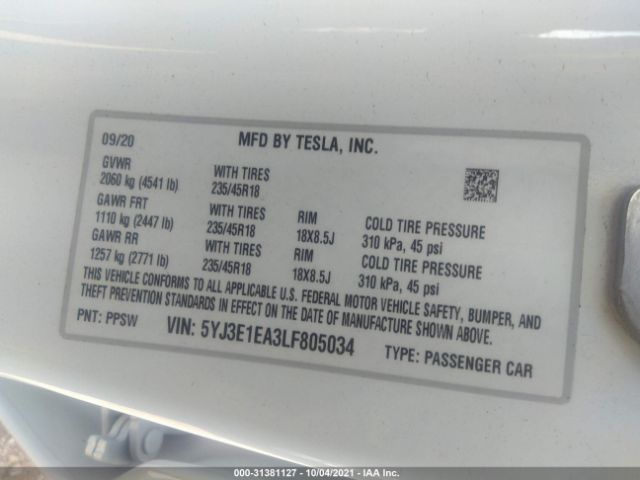 09/20 MFD BY TESLA, INC.
GVWR WITH TIRES
2060 kg (4541 lb) 235/45R18
GAWR FRT WITH TIRES RIM COLD TIRE PRESSURE
1110 kg (2447 lb) 235/45R18 18X8.5J 310 kPa, 45 psi
GAWR RR WITH TIRES RIM COLD TIRE PRESSURE
1257 kg (2771 lb) 235/45R18 18X8.5J 310 kPa, 45 psi
THIS VEHICLE CONFORMS TO ALL APPLICABLE U.S. FEDERAL MOTOR VEHICLE SAFETY, BUMPER, AND
THEFT PREVENTION STANDARDS IN EFFECT ON THE DATE OF MANUFACTURE SHOWN ABOVE.
PNT: PPSW VIN: 5YJ3E1EA3LF805034 TYPE: PASSENGER CAR
000-31381127 - 10/04/2021 - IAA Inc.